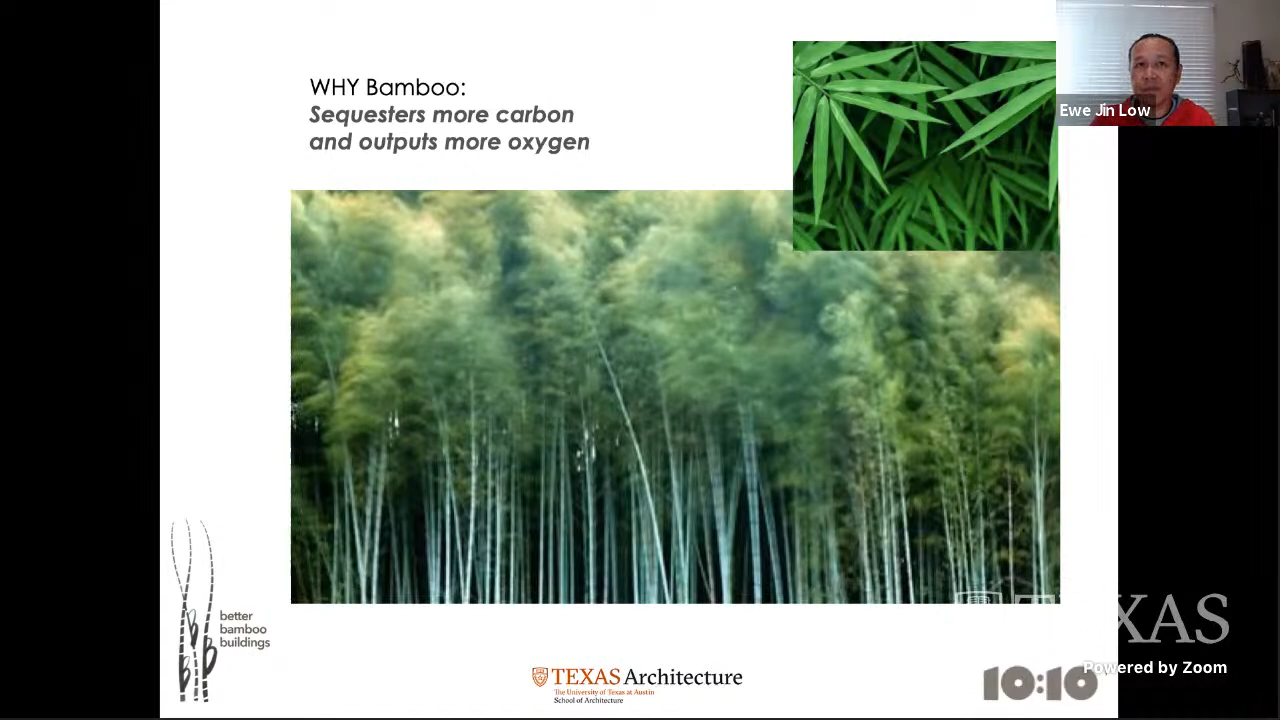 WHY Bamboo:
Sequesters more carbon
and outputs more oxygen
Ewe Jin Low
better
bamboo
buildings
TEXAS Architecture
The University of Texas at Austin
School of Architecture
10:10
TEXAS
Powered by Zoom